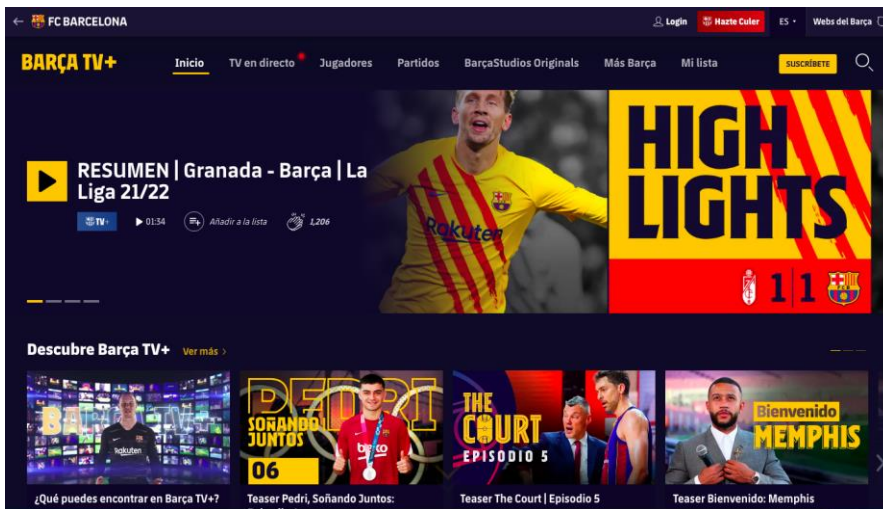 FC BARCELONA
Login
Hazte Culer
ES
Webs del Barça
BARÇA TV+
Inicio
TV en directo
Jugadores
Partidos
BarçaStudios Originals
Más Barça
Mi lista
SUSCRÍBETE
RESUMEN | Granada - Barça | La
Liga 21/22
TV+
01:34
Añadir a la lista
1,206
Rakuten
HIGH
LIGHTS
1|1
Descubre Barça TV+
Ver más >
Rakuten
¿Qué puedes encontrar en Barça TV+?
PEDRI
SOÑANDO
JUNTOS
06
Teaser Pedri, Soñando Juntos:
THE
COURT
EPISODIO 5
Teaser The Court | Episodio 5
Bienvenido
MEMPHIS
Teaser Bienvenido: Memphis